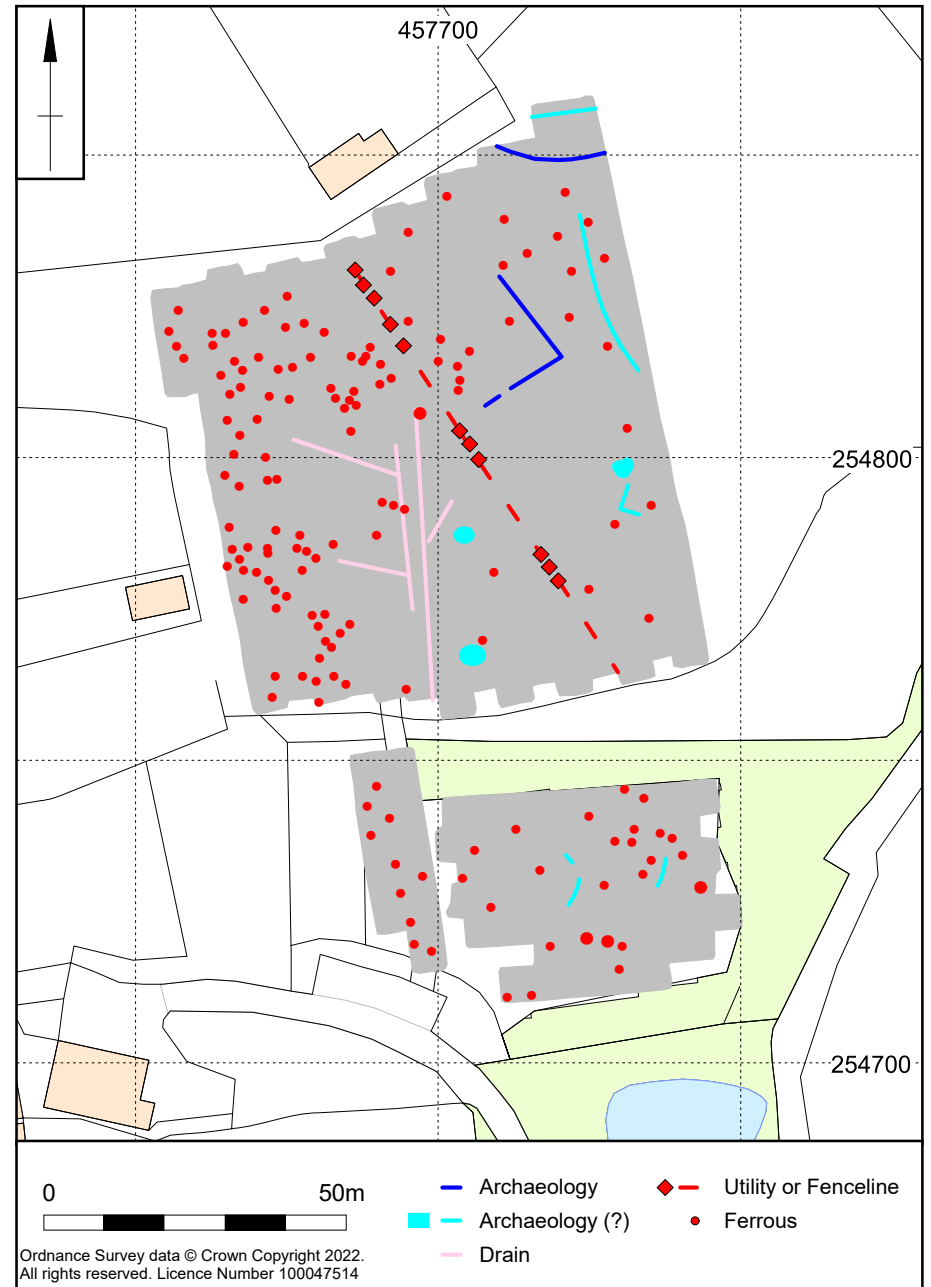 457700
254800
254700
0 50m
Archaeology
Archaeology (?)
Drain
Utility or Fenceline
Ferrous
Ordnance Survey data © Crown Copyright 2022.
All rights reserved. Licence Number 100047514